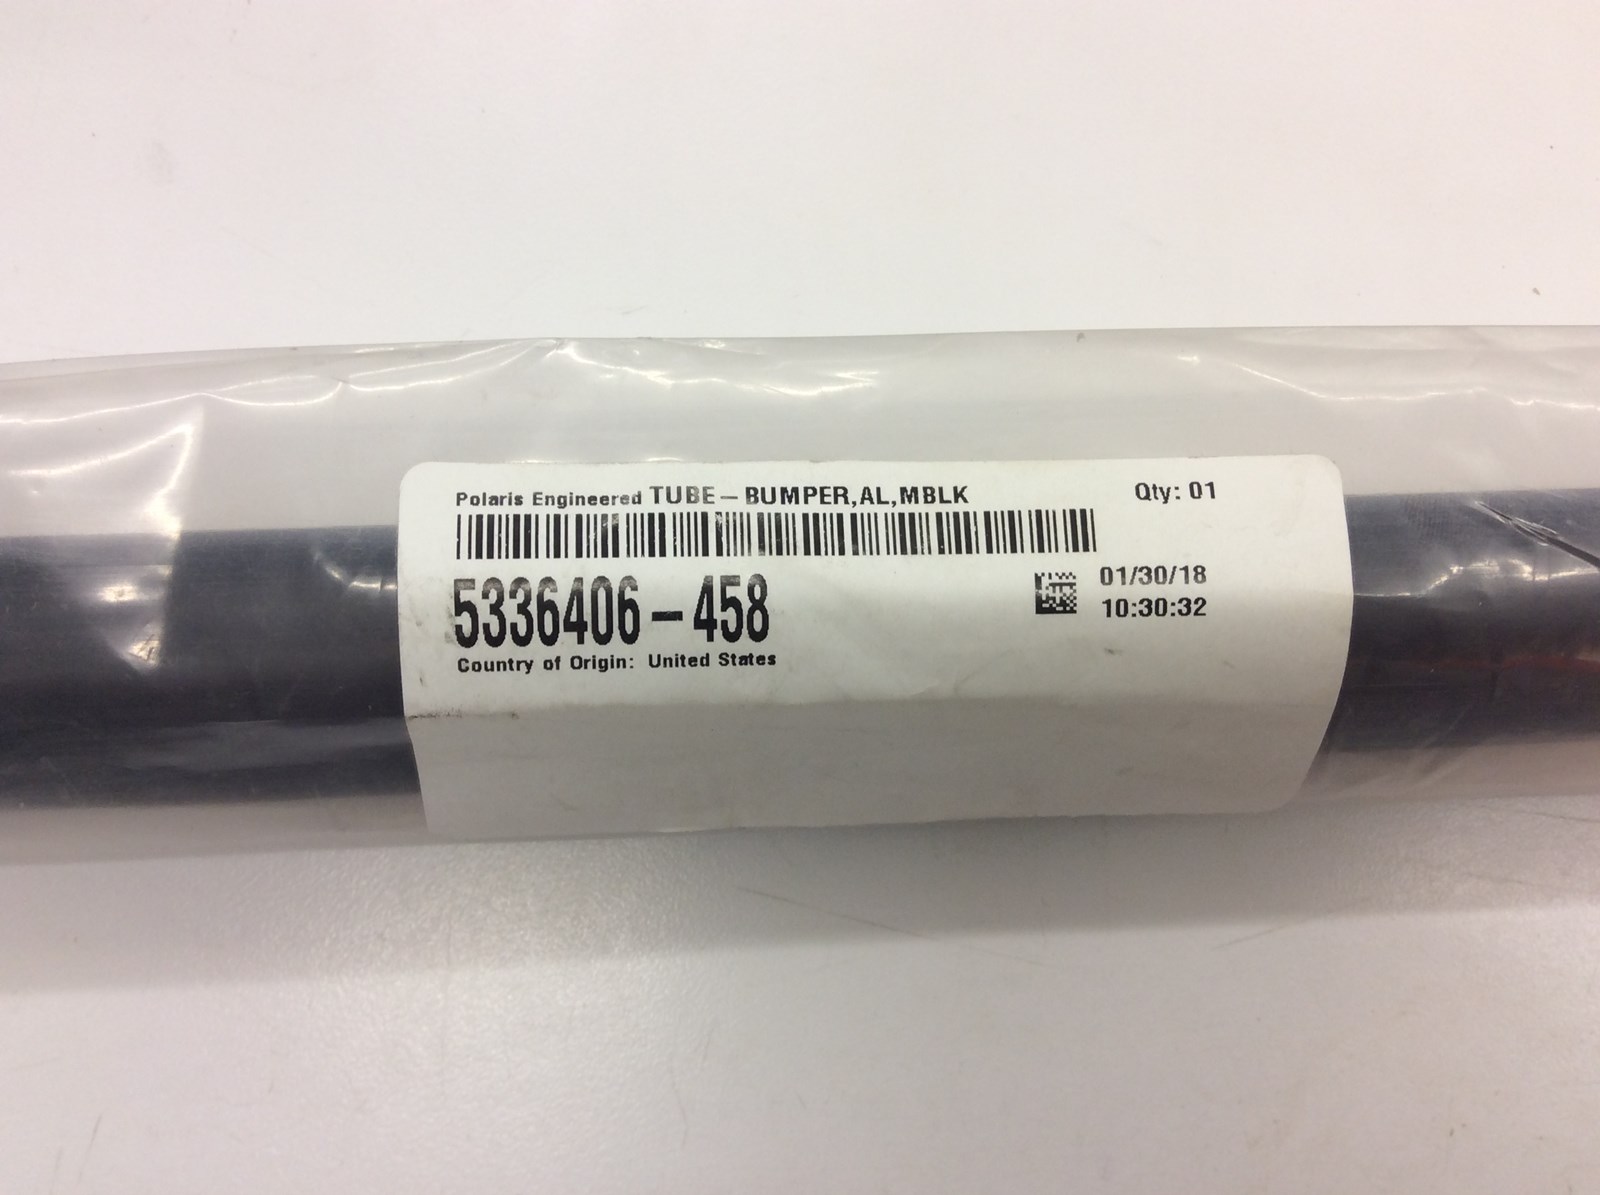 Polaris Engineered TUBE-BUMPER,AL,MBLK Qty: 01
5336406-458
01/30/18
10:30:32
Country of Origin: United States